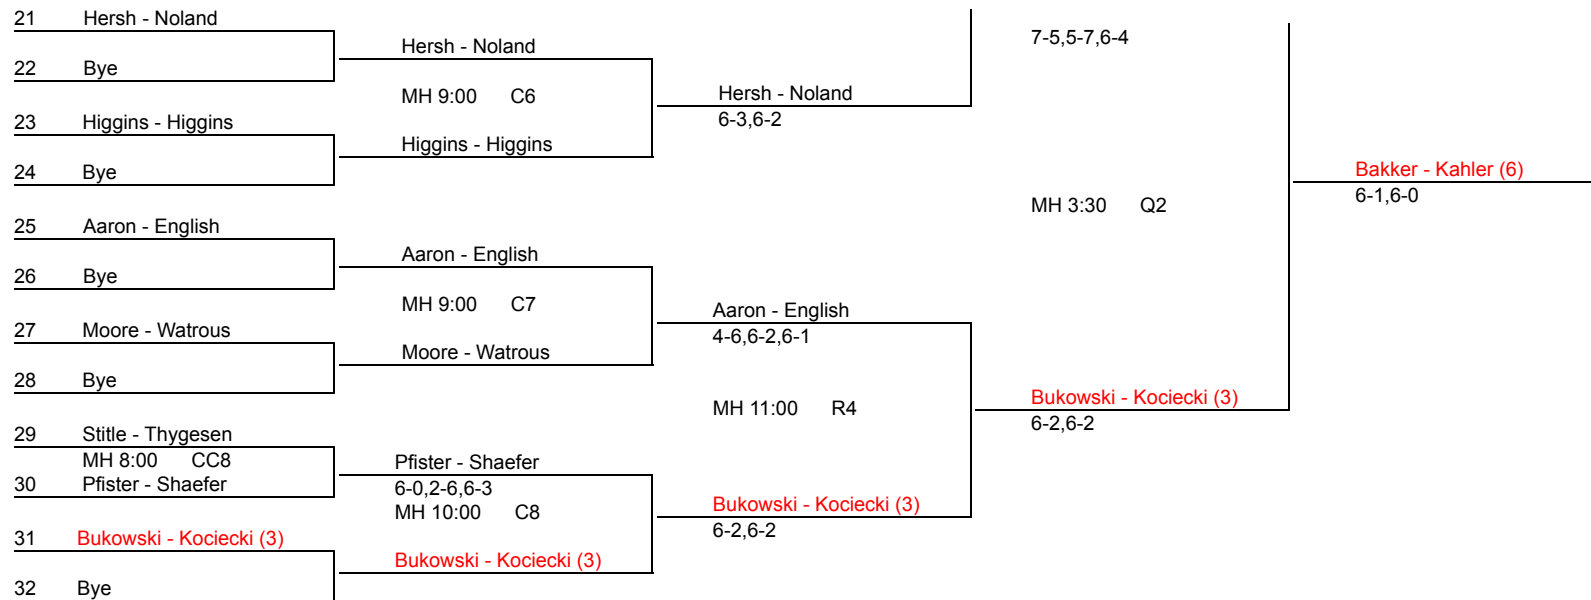 21 Hersh - Noland
22 Bye
23 Higgins - Higgins
24 Bye
25 Aaron - English
26 Bye
27 Moore - Watrous
28 Bye
29 Stitle - Thygesen
MH 8:00 CC8
30 Pfister - Shaefer
31 Bukowski - Kociecki (3)
32 Bye
Hersh - Noland
MH 9:00 C6
Higgins - Higgins
Aaron - English
MH 9:00 C7
Moore - Watrous
Pfister - Shaefer
6-0,2-6,6-3
MH 10:00 C8
Bukowski - Kociecki (3)
Hersh - Noland
6-3,6-2
Aaron - English
4-6,6-2,6-1
MH 11:00 R4
Bukowski - Kociecki (3)
6-2,6-2
7-5,5-7,6-4
MH 3:30 Q2
Bukowski - Kociecki (3)
6-2,6-2
Bakker - Kahler (6)
6-1,6-0